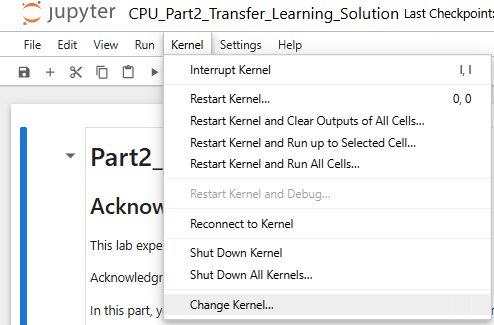 jupyter CPU_Part2_Transfer_Learning_Solution Last Checkpoint:
File Edit View Run Kernel Settings Help
Interrupt Kernel I, I
Restart Kernel... 0, 0
Restart Kernel and Clear Outputs of All Cells...
Restart Kernel and Run up to Selected Cell...
Restart Kernel and Run All Cells...
Restart Kernel and Debug...
Reconnect to Kernel
Shut Down Kernel
Shut Down All Kernels...
Change Kernel...
Part2_
Acknow
This lab expe
Acknowledgr
In this part, y